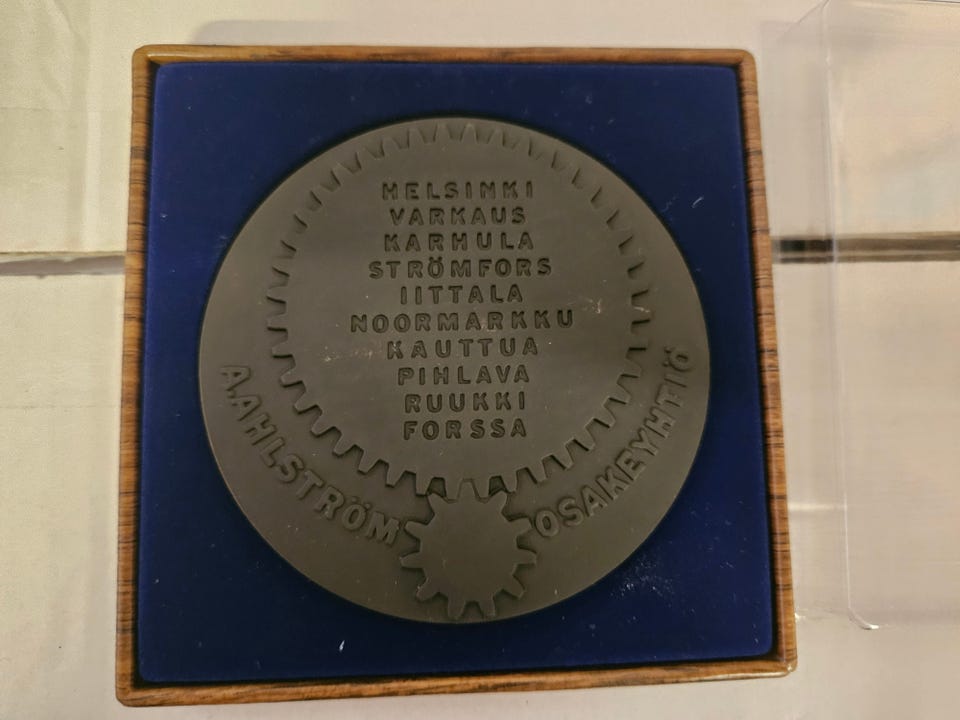 HELSINKI
VARKAUS
KARHULA
STRÖMFORS
IITTALA
NOORMARKKU
KAUTTUA
PIHLAVA
RUUKKI
FORSSA
A.AHLSTRÖM OSAKEYHTIÖ